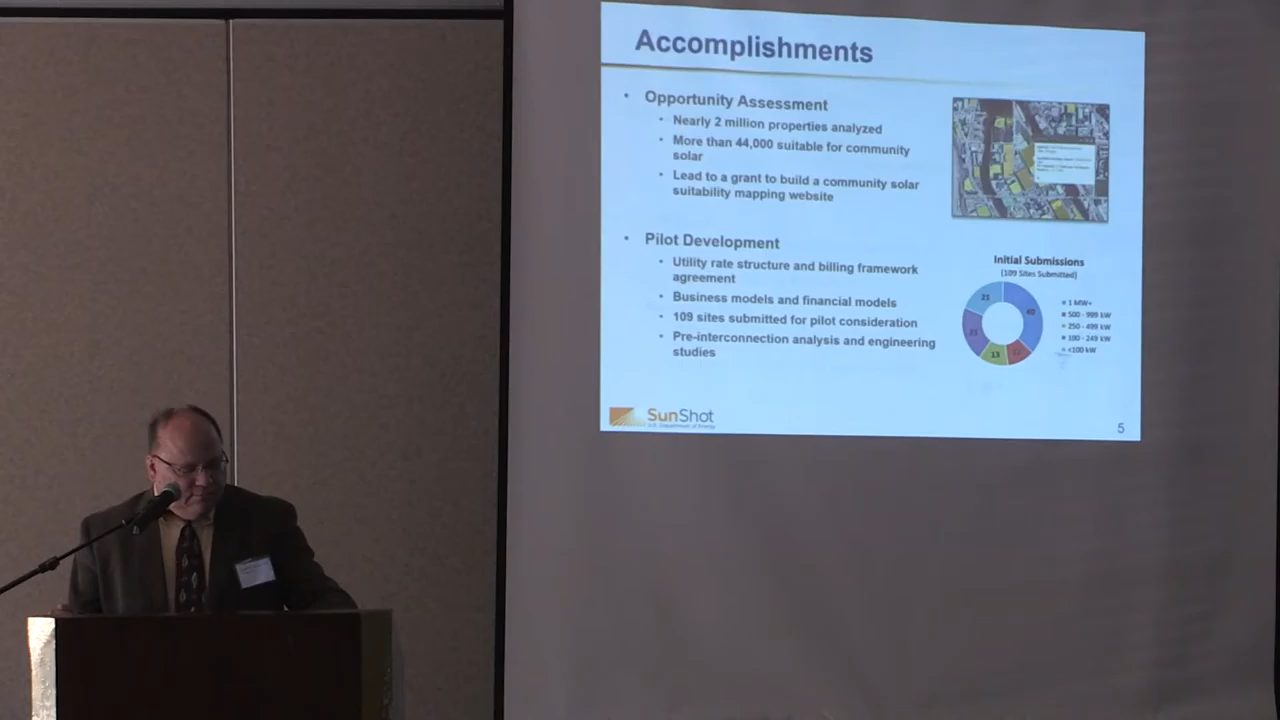 Accomplishments
• Opportunity Assessment
• Nearly 2 million properties analyzed
• More than 44,000 suitable for community
solar
• Lead to a grant to build a community solar
suitability mapping website
• Pilot Development
• Utility rate structure and billing framework
agreement
• Business models and financial models
• 109 sites submitted for pilot consideration
• Pre-interconnection analysis and engineering
studies
Initial Submissions
(109 Sites Submitted)
21
40
13
1 MW+
500 - 999 kW
250 - 499 kW
100 - 249 kW
<100 kW
SunShot
U.S. Department of Energy
5